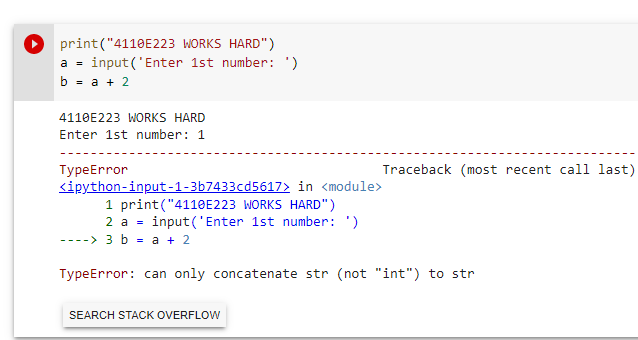 print("4110E223 WORKS HARD")
a = input('Enter 1st number: ')
b = a + 2
4110E223 WORKS HARD
Enter 1st number: 1
---------------------------------------------------------------------------
TypeError                                 Traceback (most recent call last)
<ipython-input-1-3b7433cd5617> in <module>
      1 print("4110E223 WORKS HARD")
      2 a = input('Enter 1st number: ')
----> 3 b = a + 2
TypeError: can only concatenate str (not "int") to str
SEARCH STACK OVERFLOW